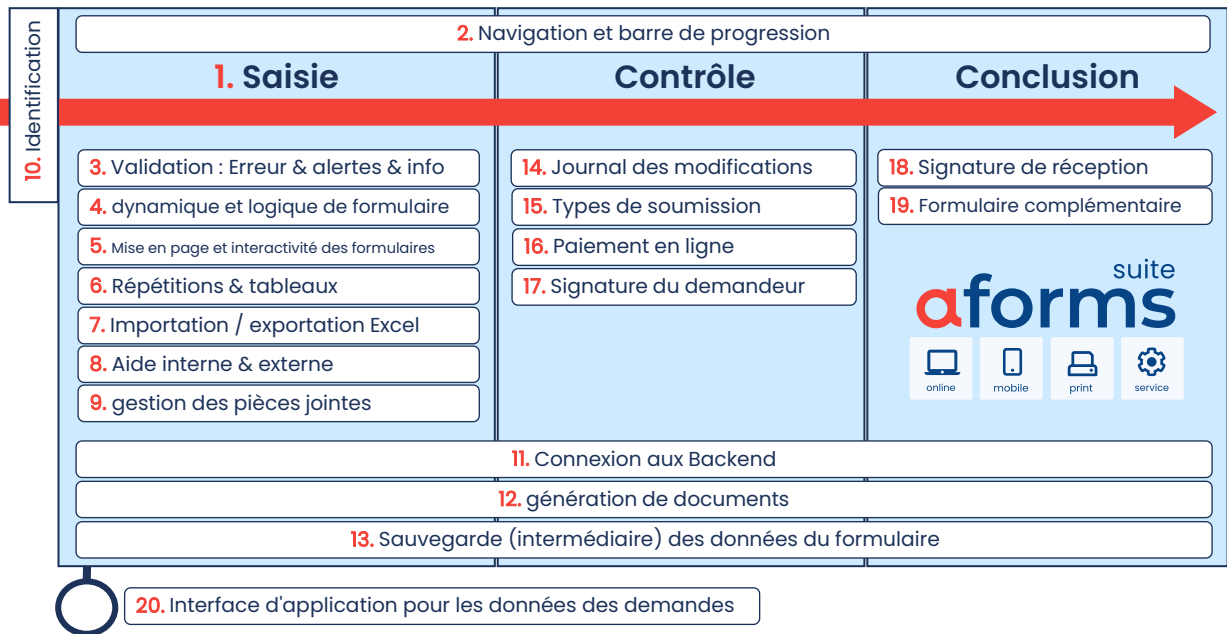 10. Identification
2. Navigation et barre de progression
1. Saisie
Contrôle
Conclusion
3. Validation : Erreur & alertes & info
4. dynamique et logique de formulaire
5. Mise en page et interactivité des formulaires
6. Répétitions & tableaux
7. Importation / exportation Excel
8. Aide interne & externe
9. gestion des pièces jointes
14. Journal des modifications
15. Types de soumission
16. Paiement en ligne
17. Signature du demandeur
18. Signature de réception
19. Formulaire complémentaire
suite
aforms
online
mobile
print
service
11. Connexion aux Backend
12. génération de documents
13. Sauvegarde (intermédiaire) des données du formulaire
20. Interface d'application pour les données des demandes